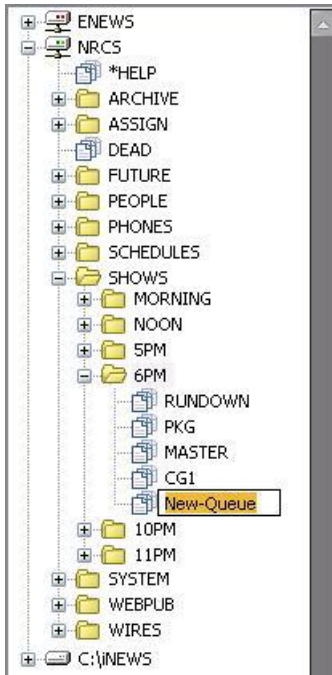 ENEWS
NRCS
*HELP
ARCHIVE
ASSIGN
DEAD
FUTURE
PEOPLE
PHONES
SCHEDULES
SHOWS
MORNING
NOON
5PM
6PM
RUNDOWN
PKG
MASTER
CG1
New-Queue
10PM
11PM
SYSTEM
WEBPUB
WIRES
C:\iNEWS